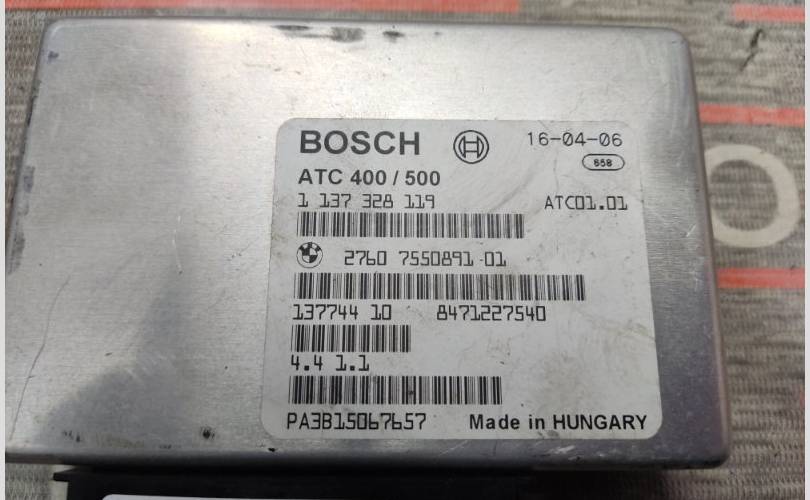 BOSCH 16-04-06
658
ATC 400 / 500
1 137 328 119 ATC01.01
2760 7550891 01
137744 10 8471227540
4.4 1.1
PA3B15067657 Made in HUNGARY